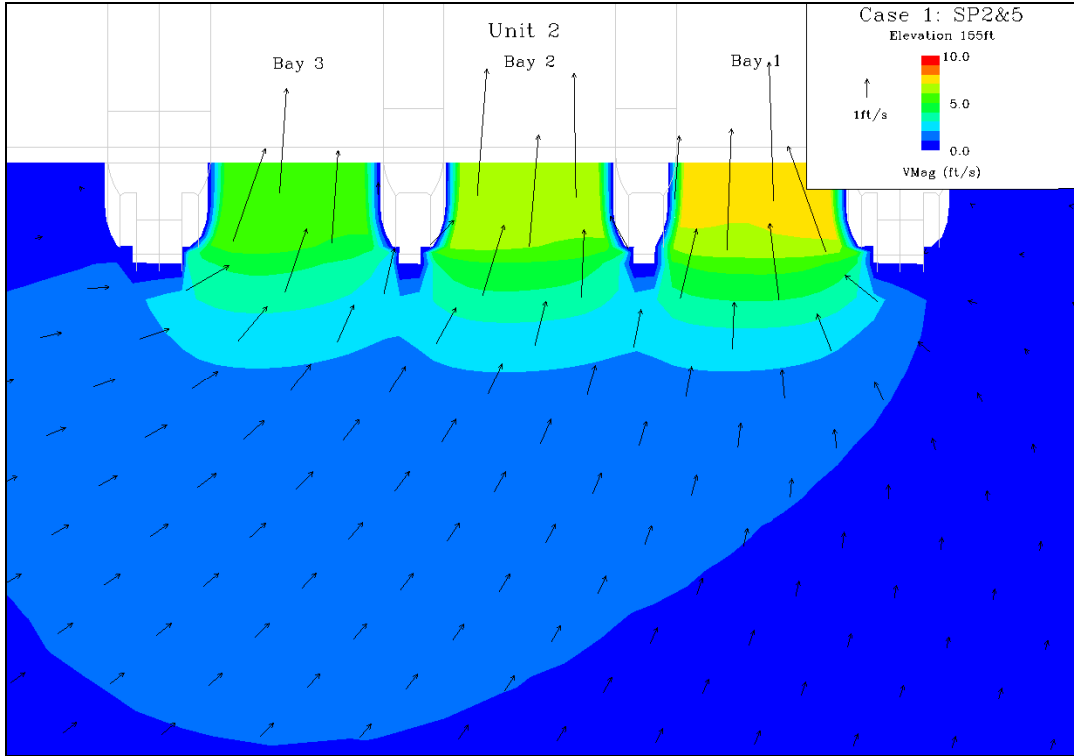 Case 1: SP2&5
Elevation 155ft
Unit 2
Bay 3
Bay 2
Bay 1
10.0
5.0
0.0
1ft/s
VMag (ft/s)